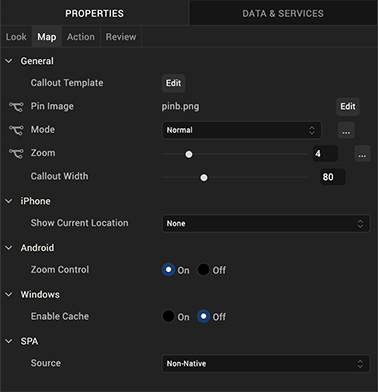 PROPERTIES DATA & SERVICES
Look Map Action Review
General
Callout Template Edit
Pin Image pinb.png Edit
Mode Normal ...
Zoom 4 ...
Callout Width 80
iPhone
Show Current Location None
Android
Zoom Control On Off
Windows
Enable Cache On Off
SPA
Source Non-Native